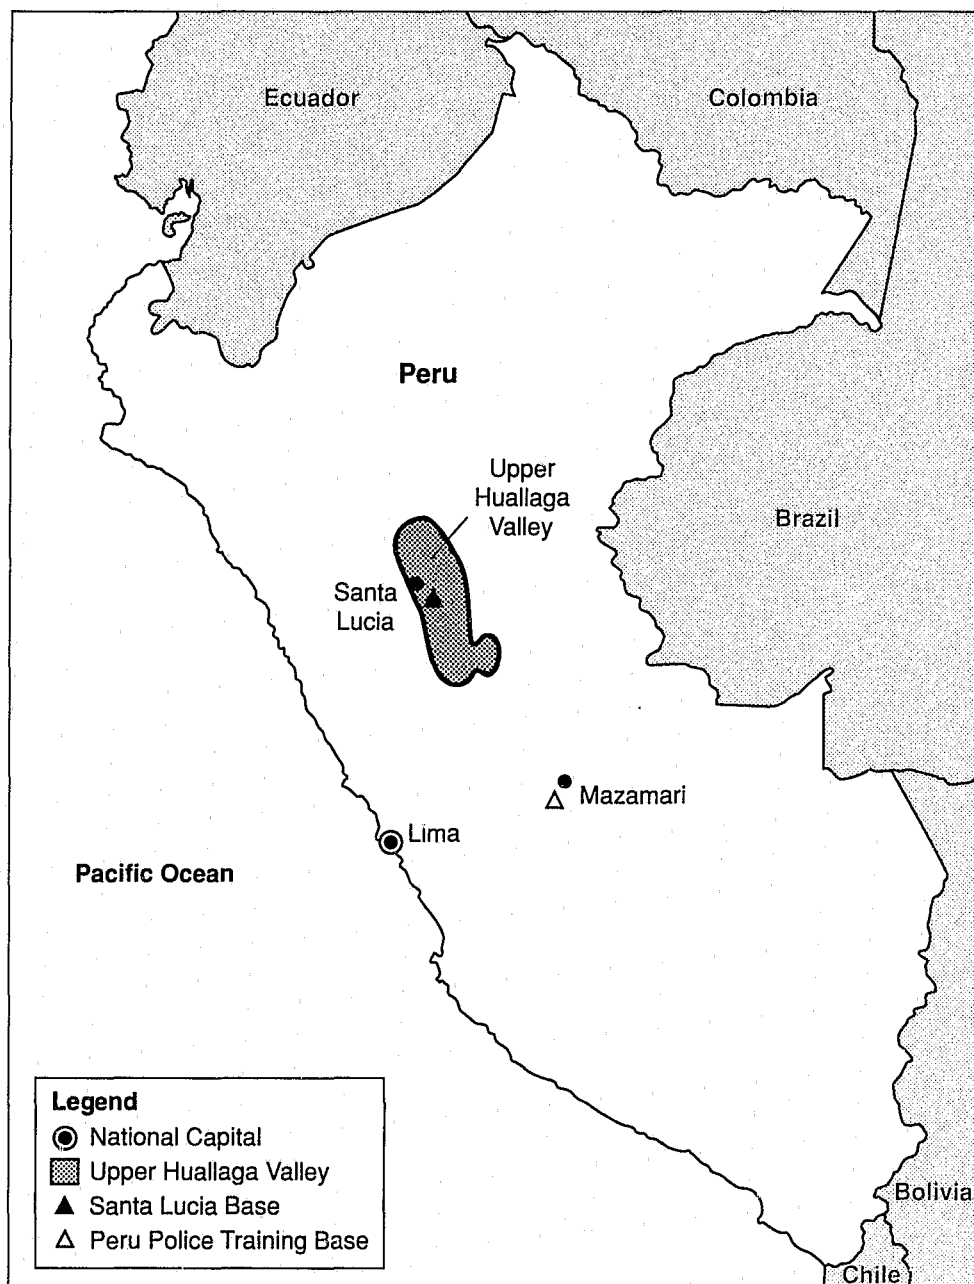 Ecuador
Colombia
Peru
Upper
Huallaga
Valley
Brazil
Santa
Lucia
Mazamari
Lima
Pacific Ocean
Legend
National Capital
Upper Huallaga Valley
Santa Lucia Base
Peru Police Training Base
Bolivia
Chile